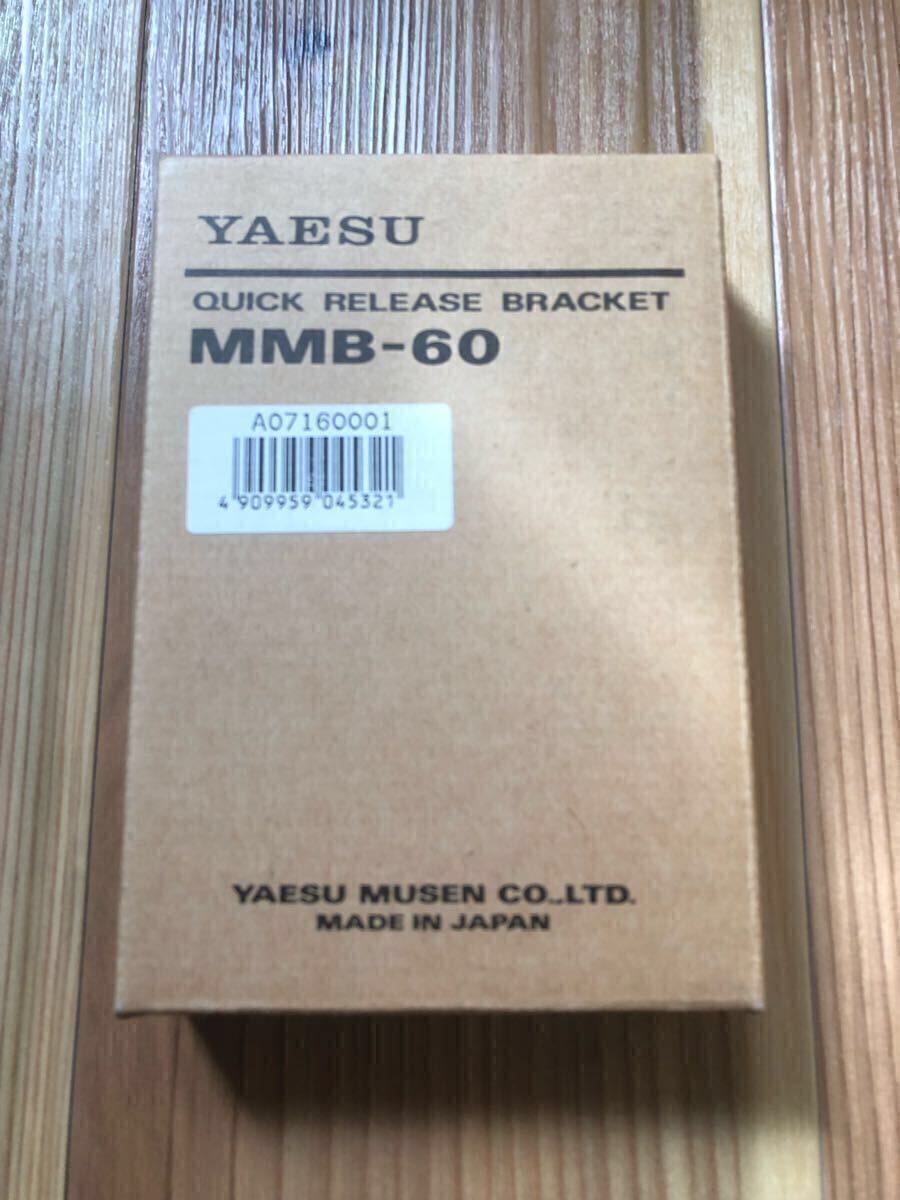 YAESU
QUICK RELEASE BRACKET
MMB-60
A07160001
4 909959 045321
YAESU MUSEN CO.,LTD.
MADE IN JAPAN